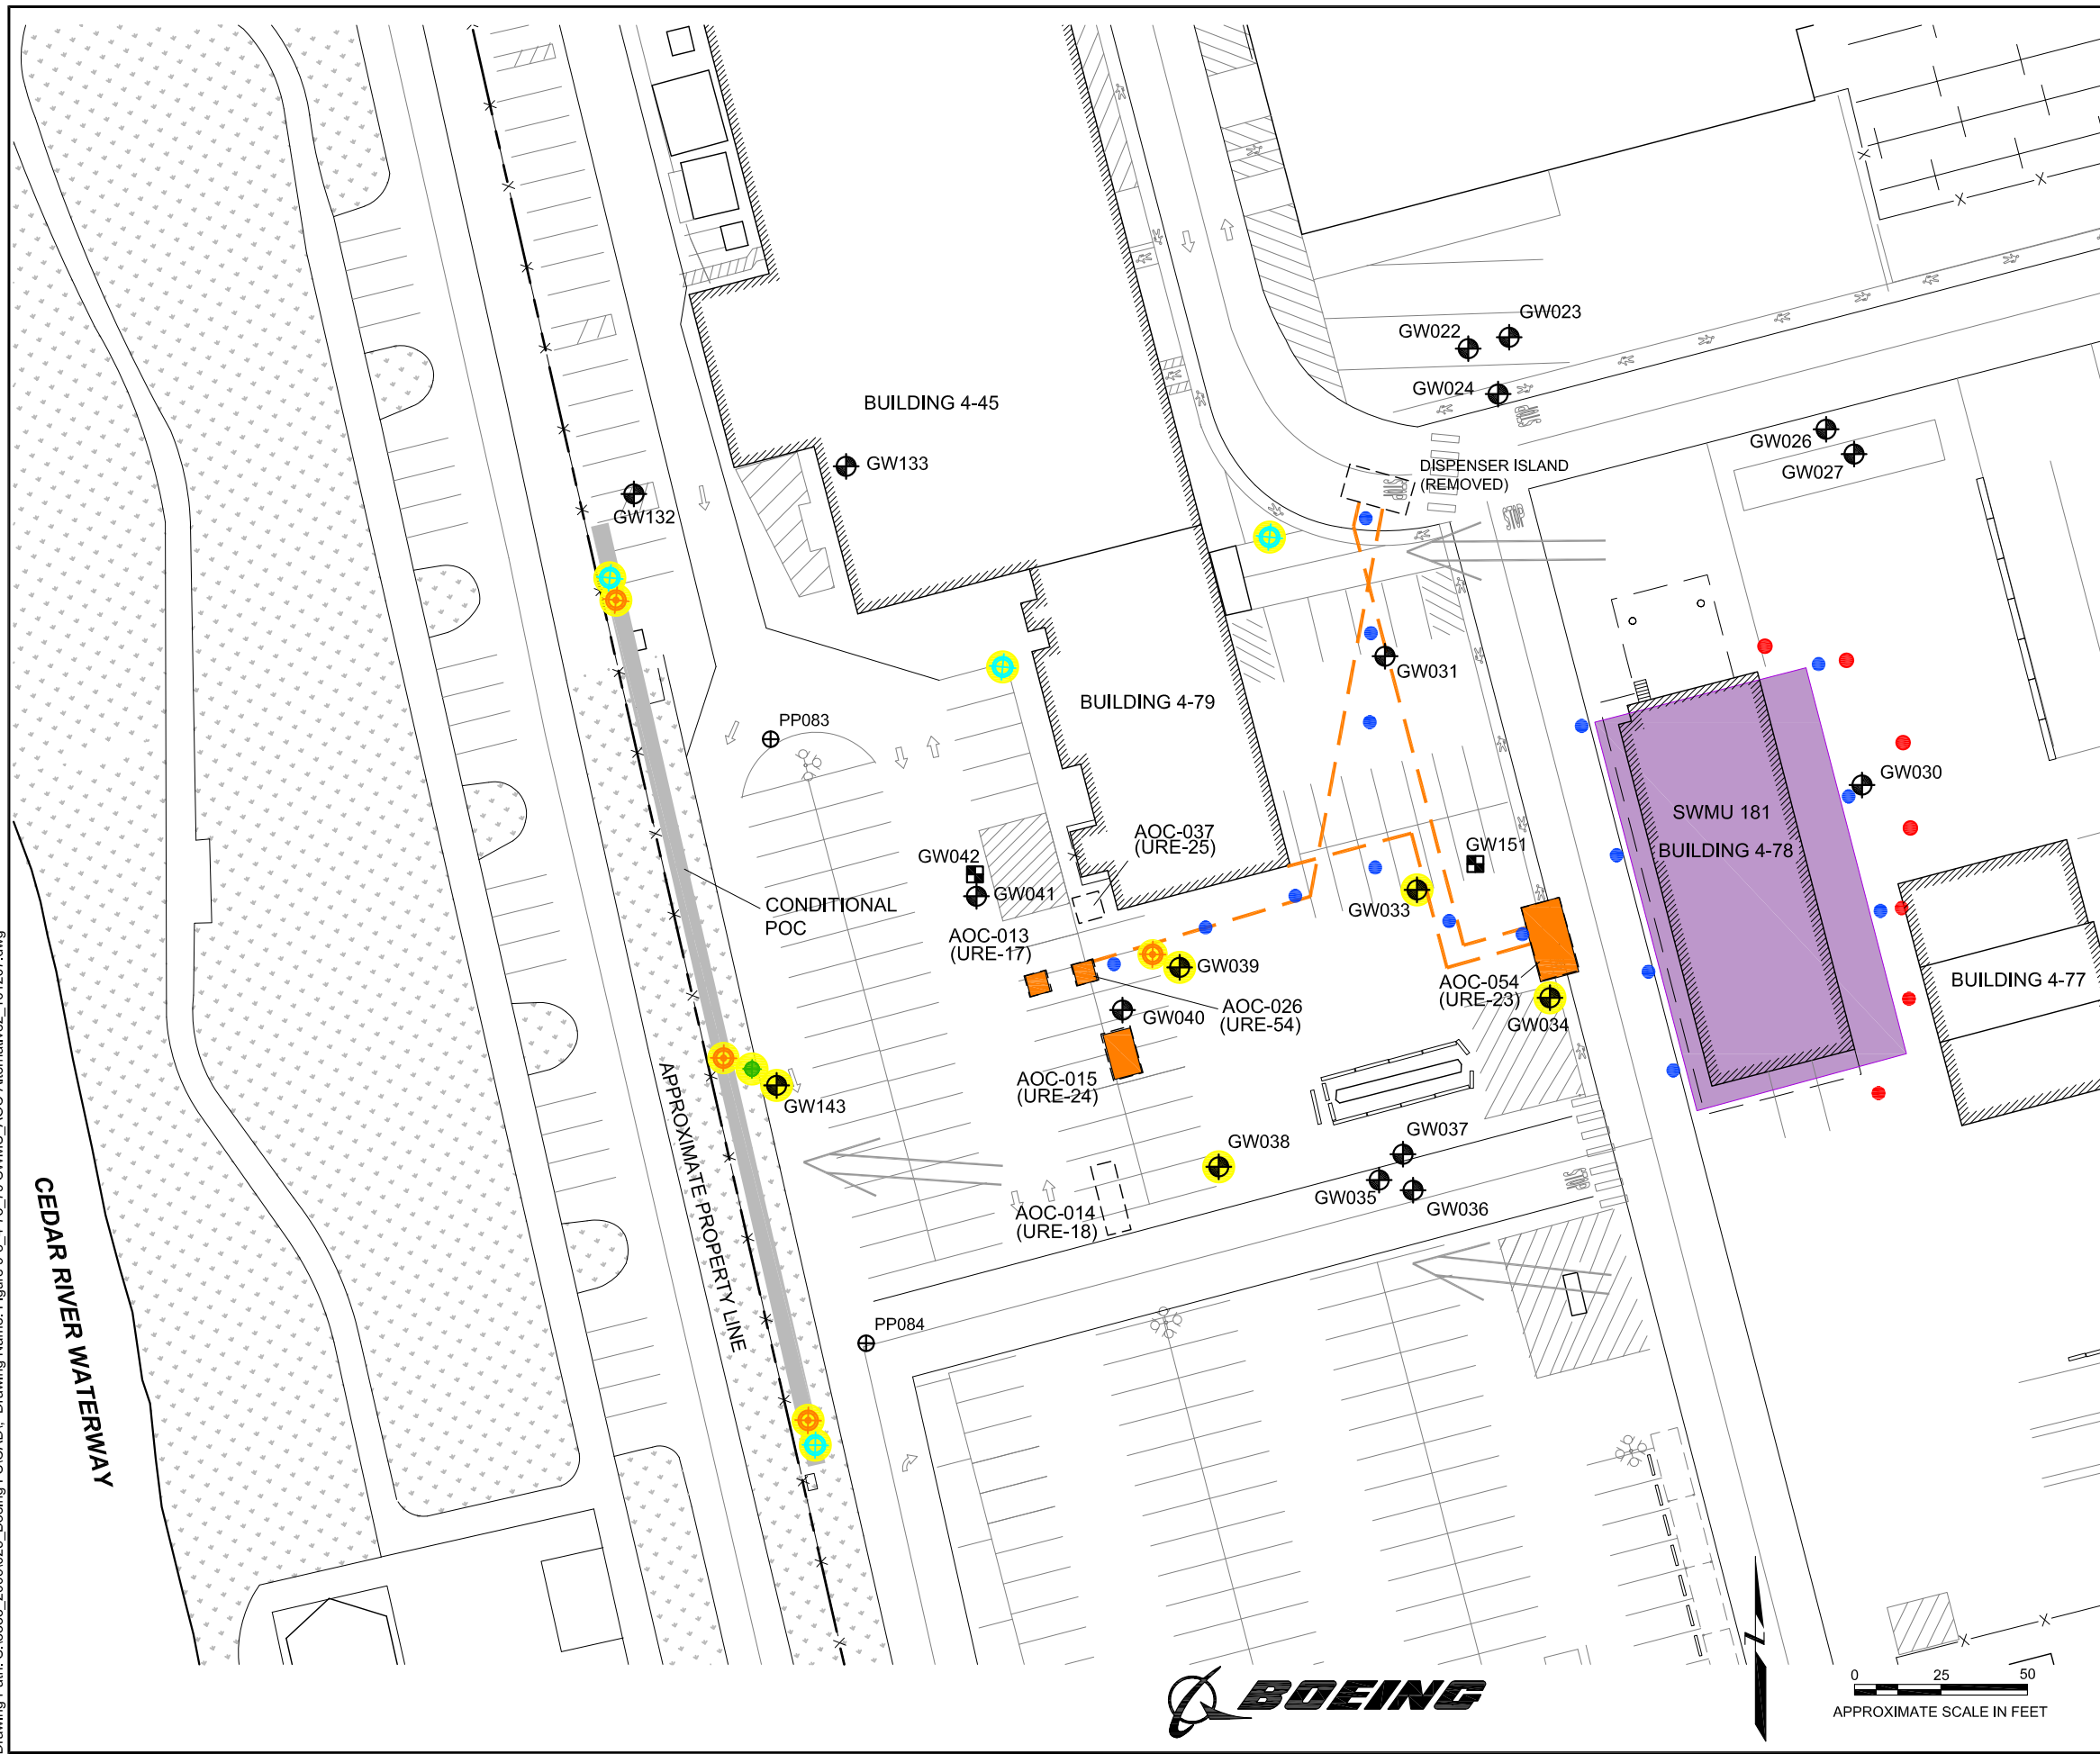 GW023
GW022
GW024
BUILDING 4-45
GW026
GW027
GW133
DISPENSER ISLAND
(REMOVED)
STOP
STOP
STOP
GW132
GW031
BUILDING 4-79
PP083
GW030
SWMU 181
BUILDING 4-78
AOC-037
(URE-25)
GW151
GW042
GW041
CONDITIONAL
POC
GW033
AOC-013
(URE-17)
GW039
AOC-054
(URE-23)
BUILDING 4-77
AOC-026
(URE-54)
GW040
GW034
AOC-015
(URE-24)
GW143
APPROXIMATE PROPERTY LINE
GW037
GW038
GW035
GW036
STOP
AOC-014
(URE-18)
CEDAR RIVER WATERWAY
PP084
N
BOEING
0 25 50
APPROXIMATE SCALE IN FEET